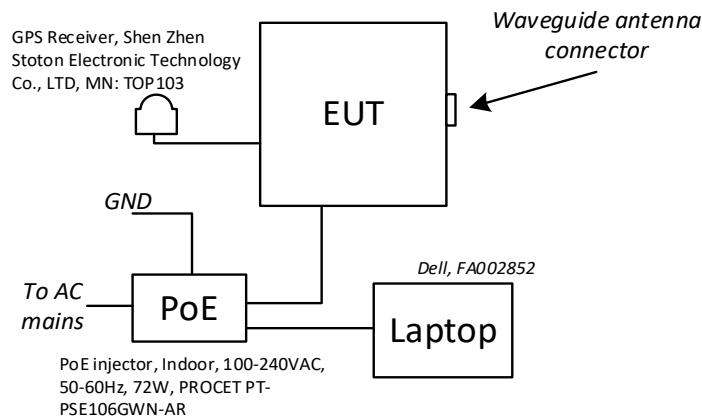 GPS Receiver, Shen Zhen
Stoton Electronic Technology
Co., LTD, MN: TOP103
Waveguide antenna
connector
EUT
GND
To AC
mains
PoE
Dell, FA002852
Laptop
PoE injector, Indoor, 100-240VAC,
50-60Hz, 72W, PROCET PT-
PSE106GWN-AR